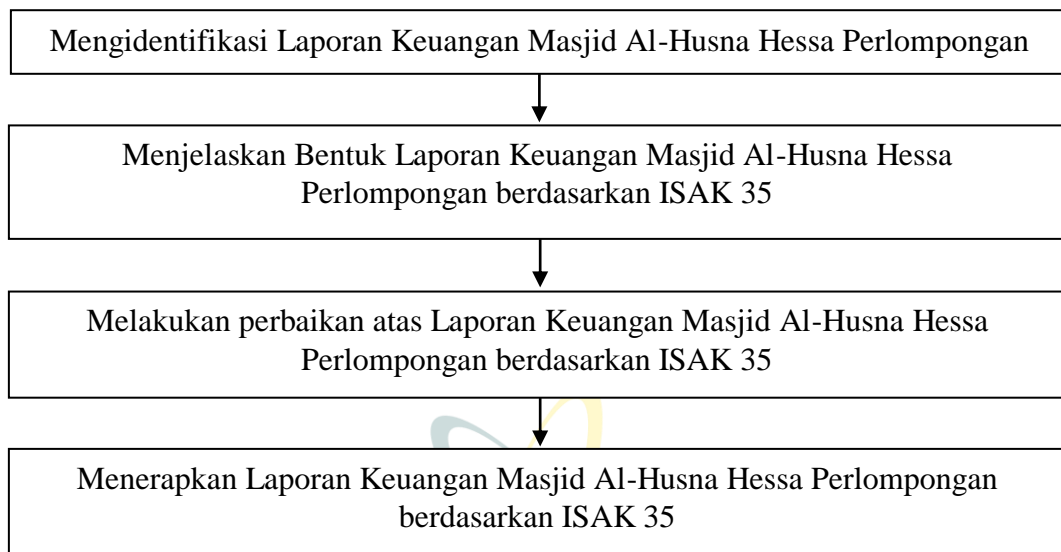 Mengidentifikasi Laporan Keuangan Masjid Al-Husna Hessa Perlompongan
Menjelaskan Bentuk Laporan Keuangan Masjid Al-Husna Hessa
Perlompongan berdasarkan ISAK 35
Melakukan perbaikan atas Laporan Keuangan Masjid Al-Husna Hessa
Perlompongan berdasarkan ISAK 35
Menerapkan Laporan Keuangan Masjid Al-Husna Hessa Perlompongan
berdasarkan ISAK 35